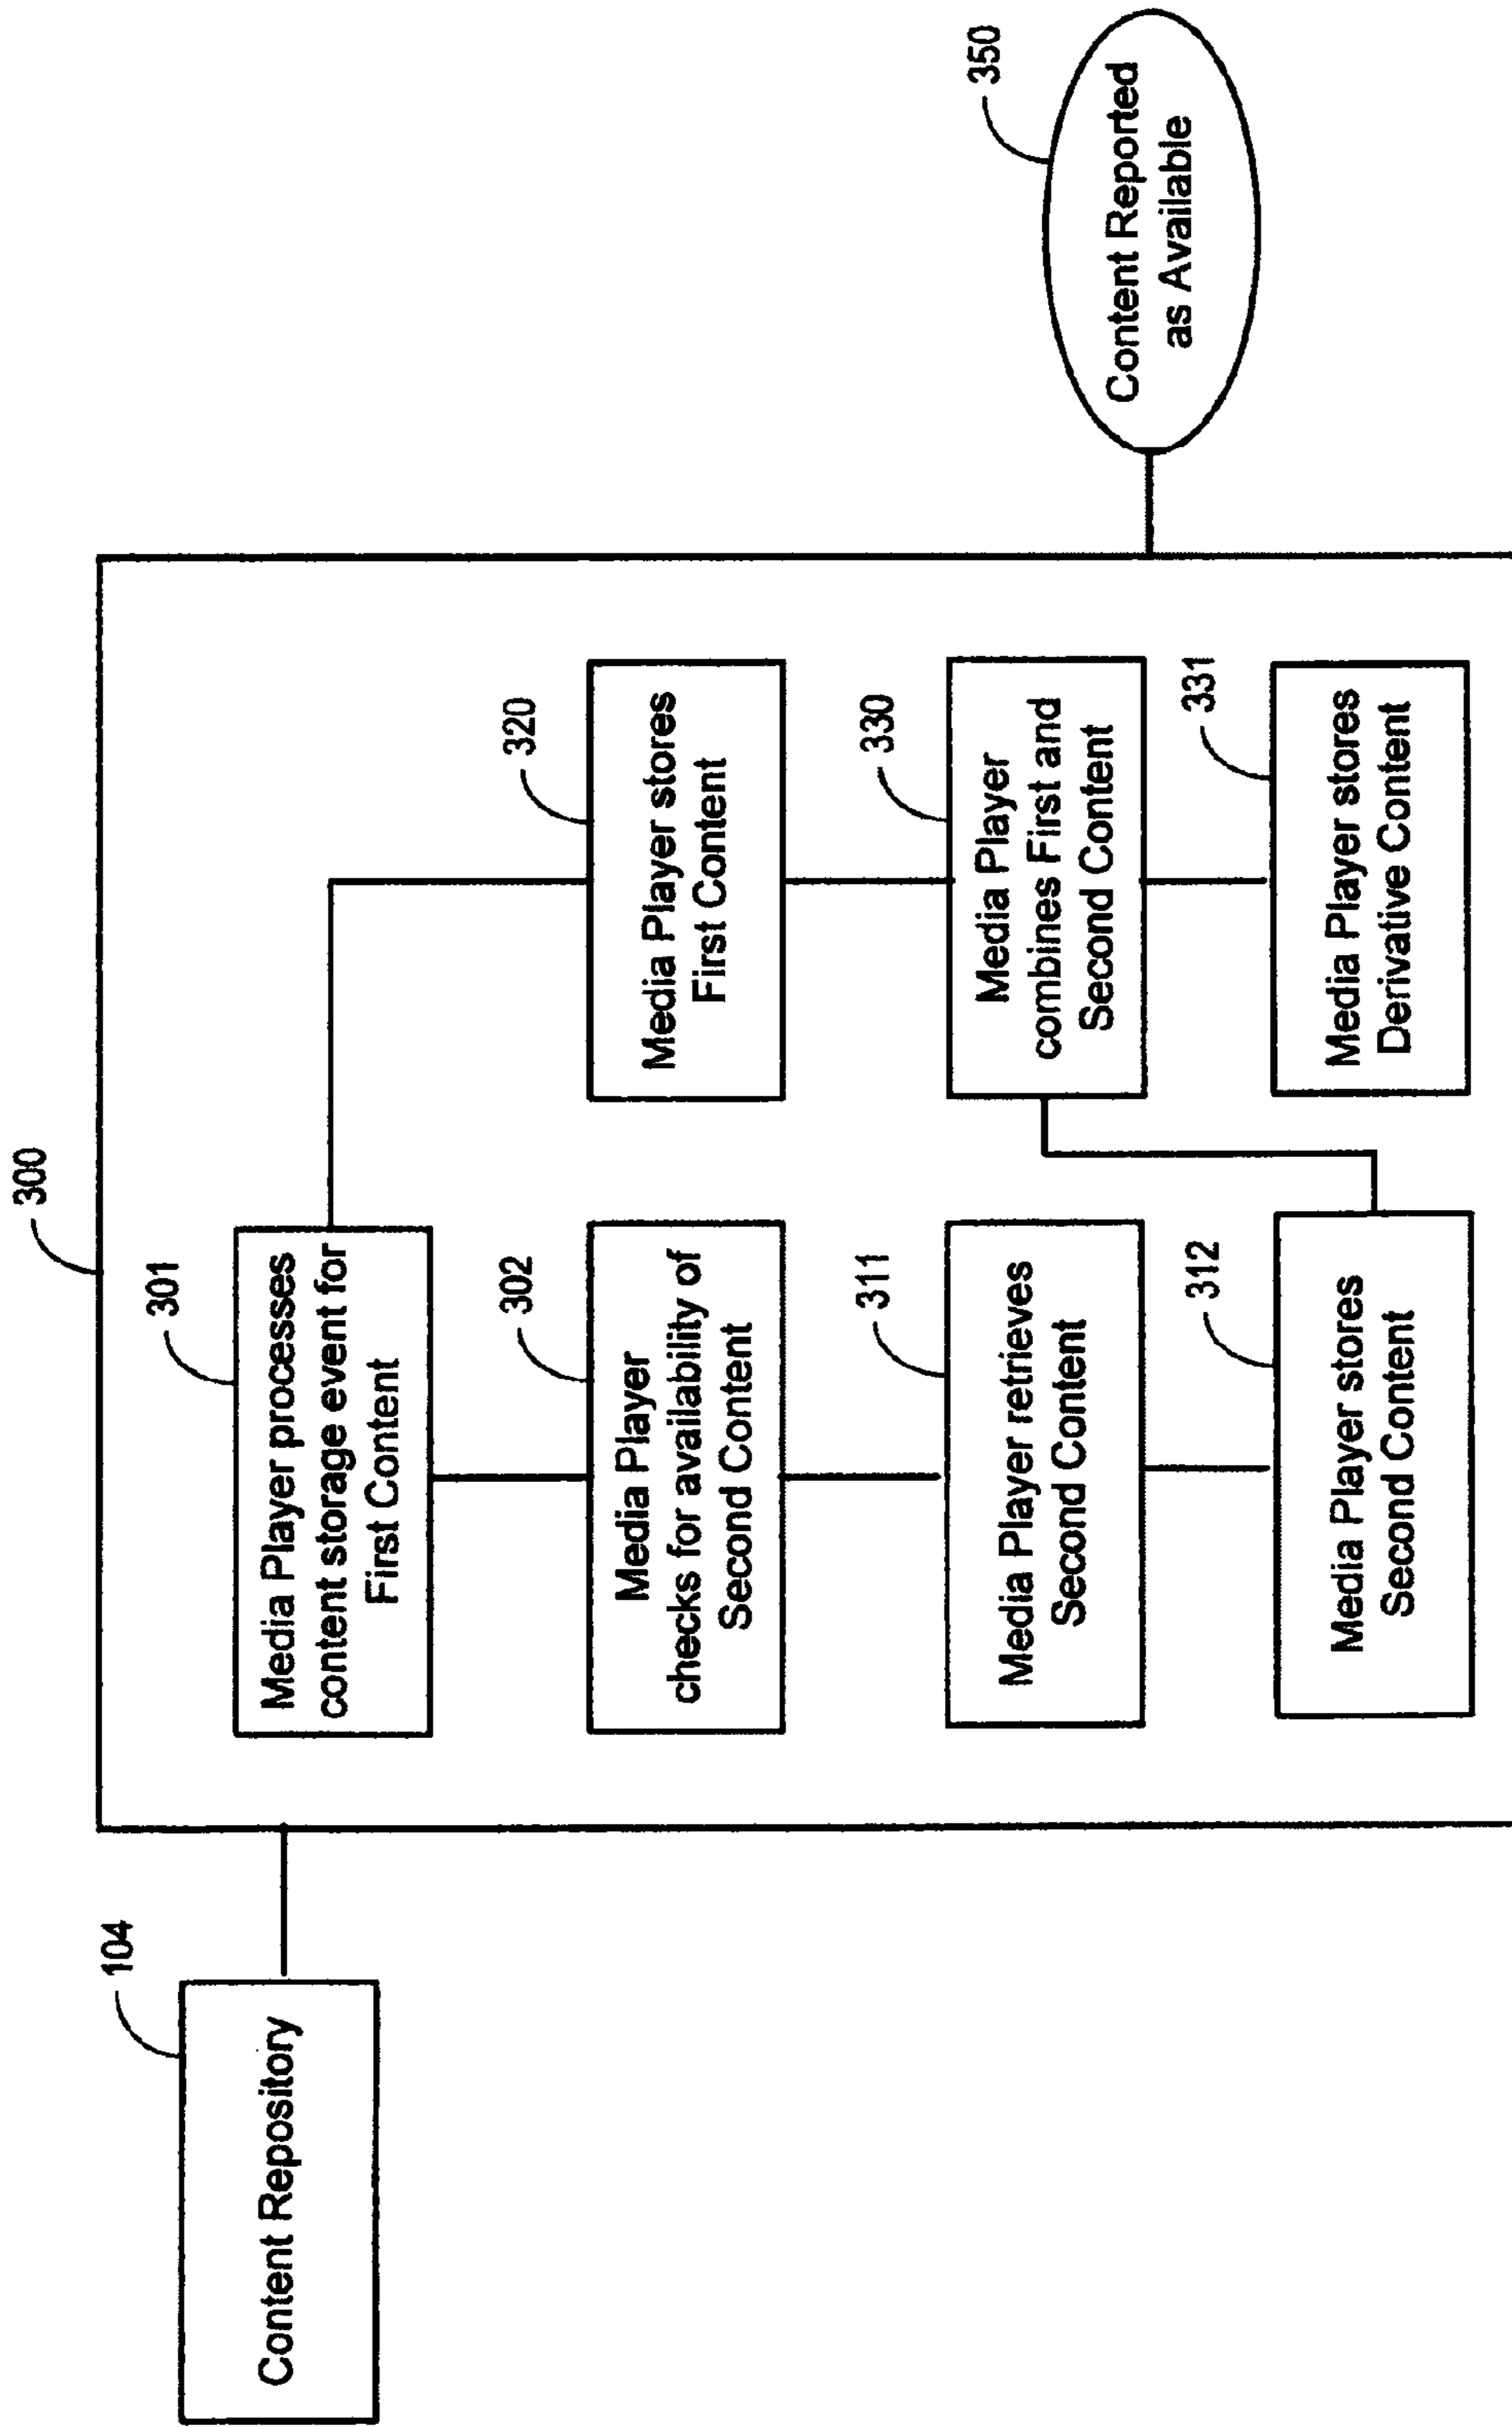 104
Content Repository
300
301
Media Player processes
content storage event for
First Content
302
Media Player
checks for availability of
Second Content
311
Media Player retrieves
Second Content
312
Media Player stores
Second Content
320
Media Player stores
First Content
330
Media Player
combines First and
Second Content
331
Media Player stores
Derivative Content
350
Content Reported
as Available